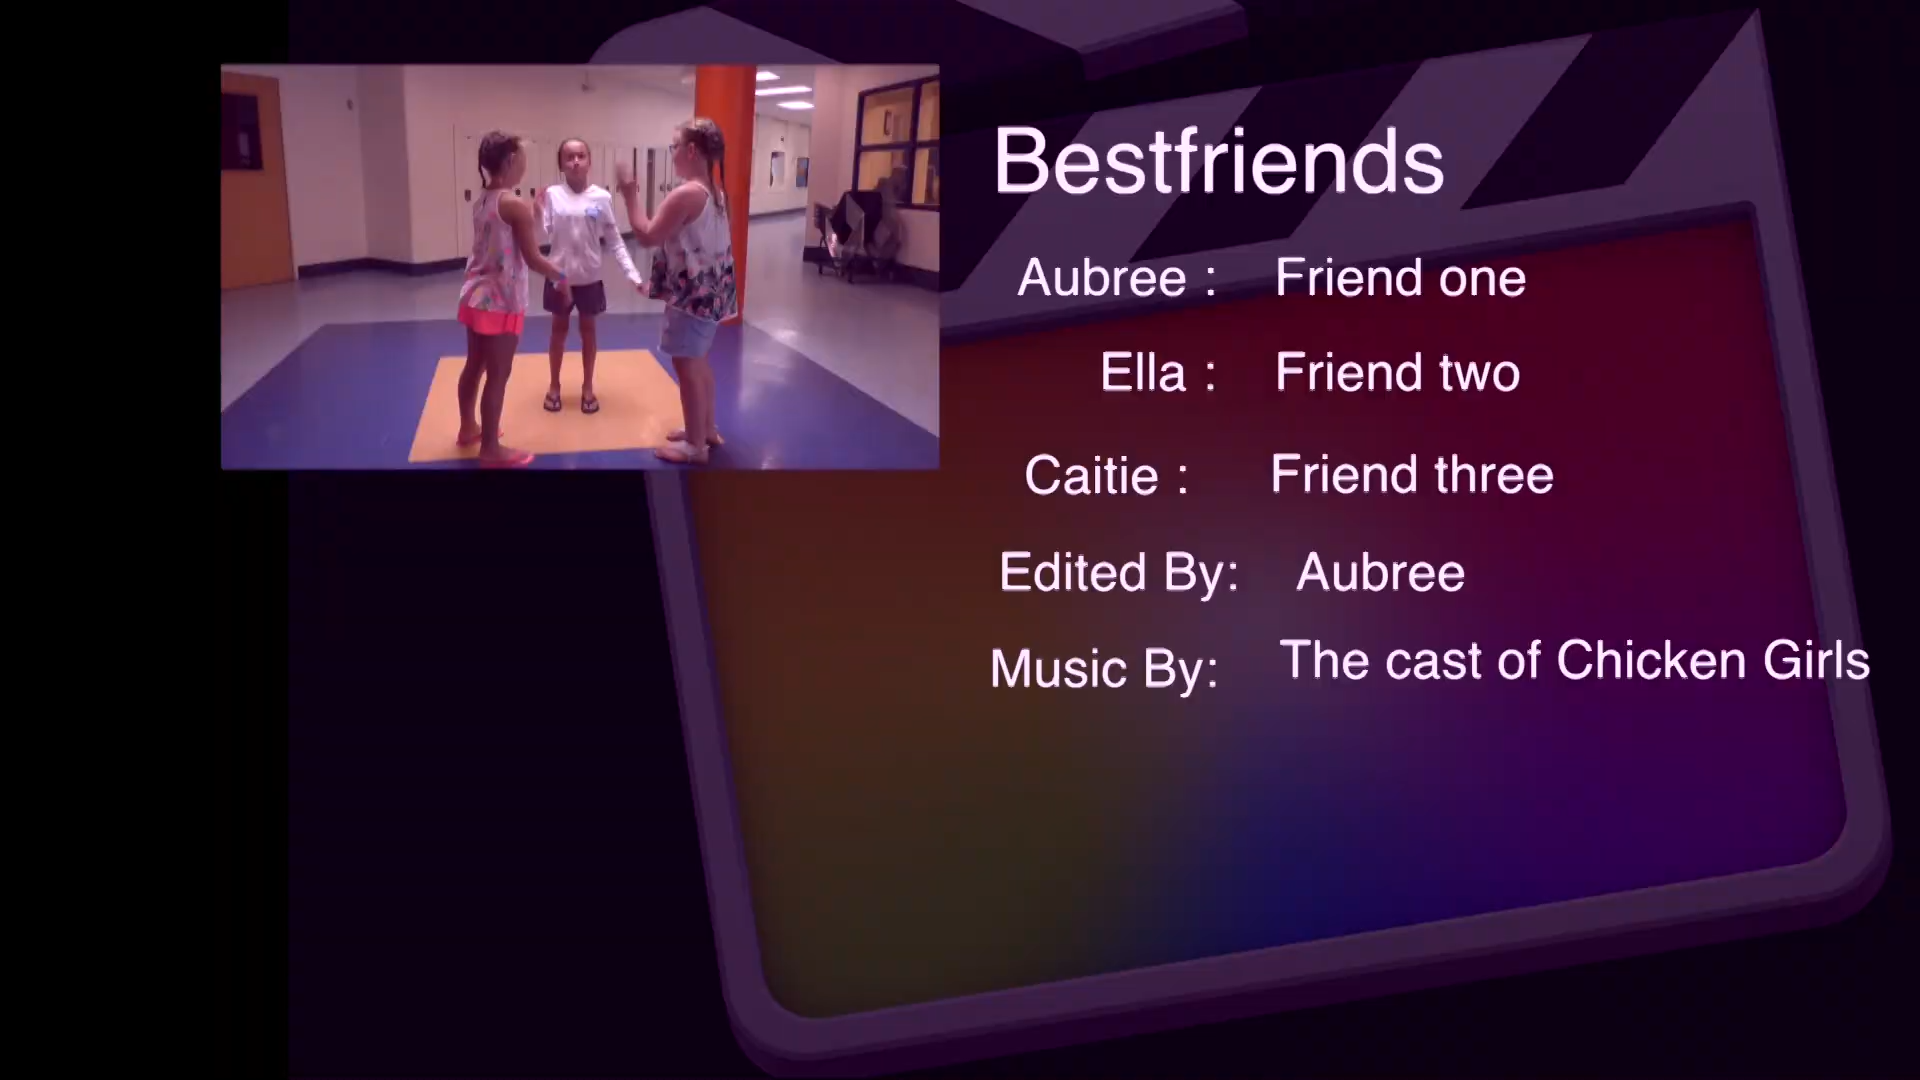 Bestfriends
Aubree : Friend one
Ella : Friend two
Caitie : Friend three
Edited By: Aubree
Music By: The cast of Chicken Girls